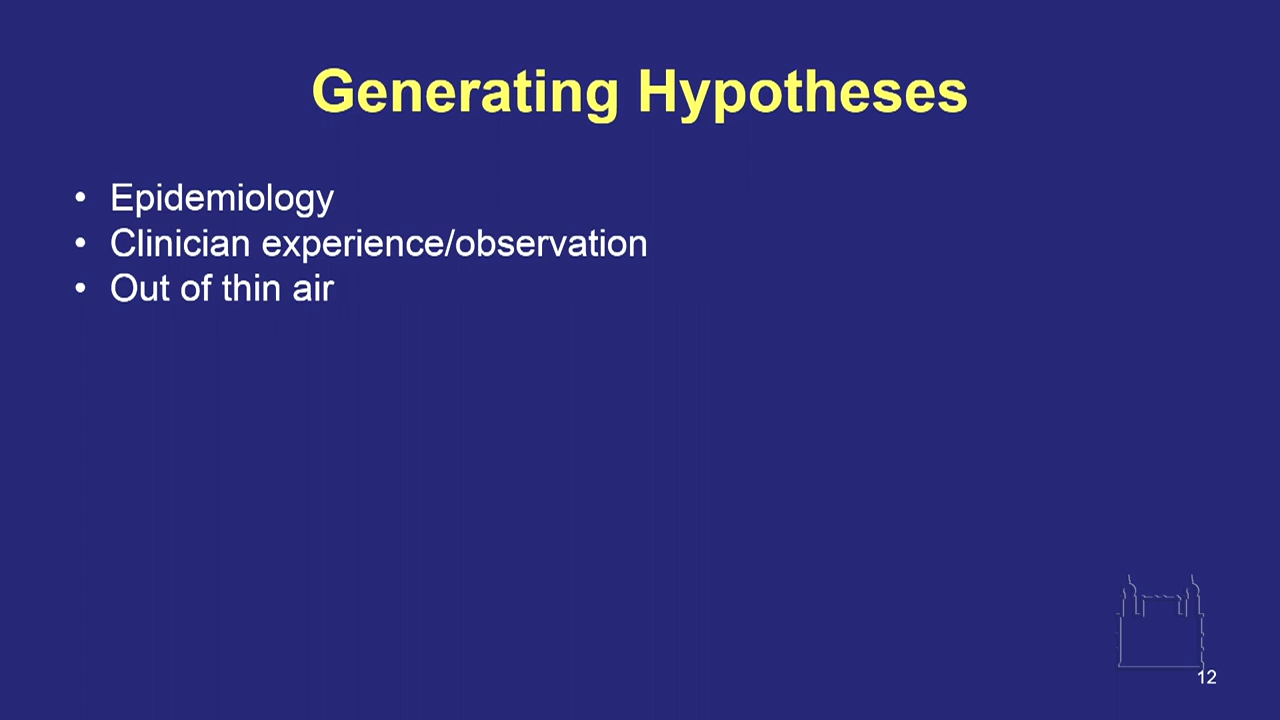 Generating Hypotheses
• Epidemiology
• Clinician experience/observation
• Out of thin air
12